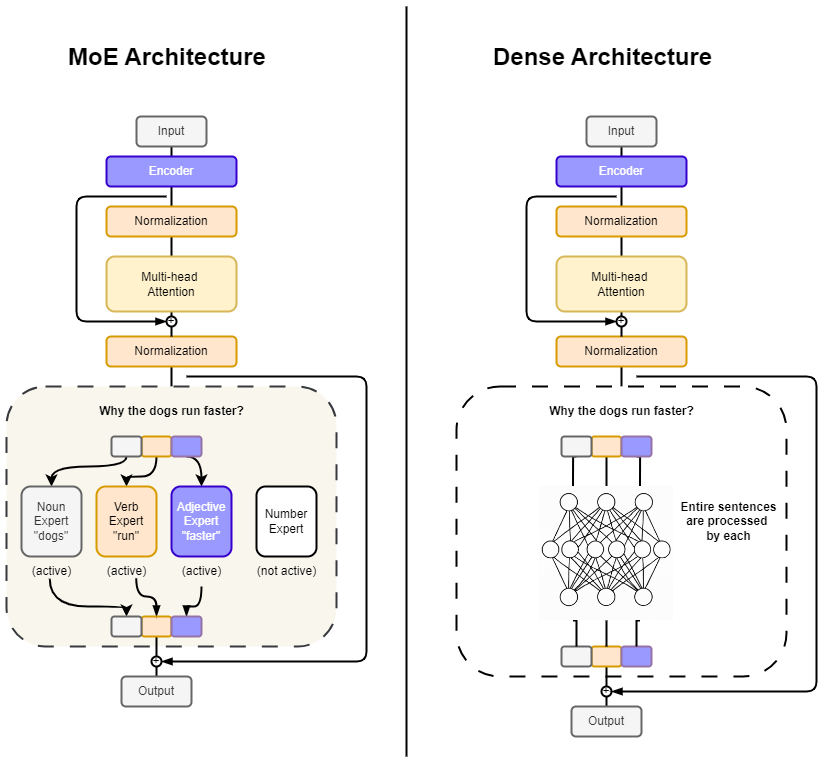 MoE Architecture
Input
Encoder
Normalization
Multi-head
Attention
+
Normalization
Why the dogs run faster?
Noun
Expert
"dogs"
Verb
Expert
"run"
Adjective
Expert
"faster"
Number
Expert
(active)
(active)
(active)
(not active)
+
Output
Dense Architecture
Input
Encoder
Normalization
Multi-head
Attention
+
Normalization
Why the dogs run faster?
Entire sentences
are processed
by each
+
Output